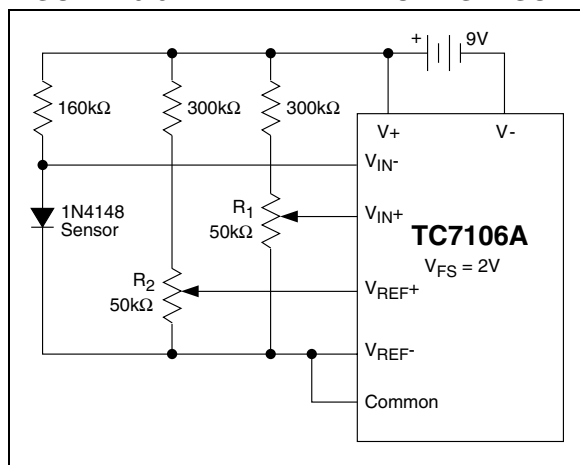 +
9V
160kΩ
300kΩ
300kΩ
V+
V-
VIN-
1N4148
Sensor
R1
50kΩ
VIN+
TC7106A
VFS = 2V
R2
50kΩ
VREF+
VREF-
Common